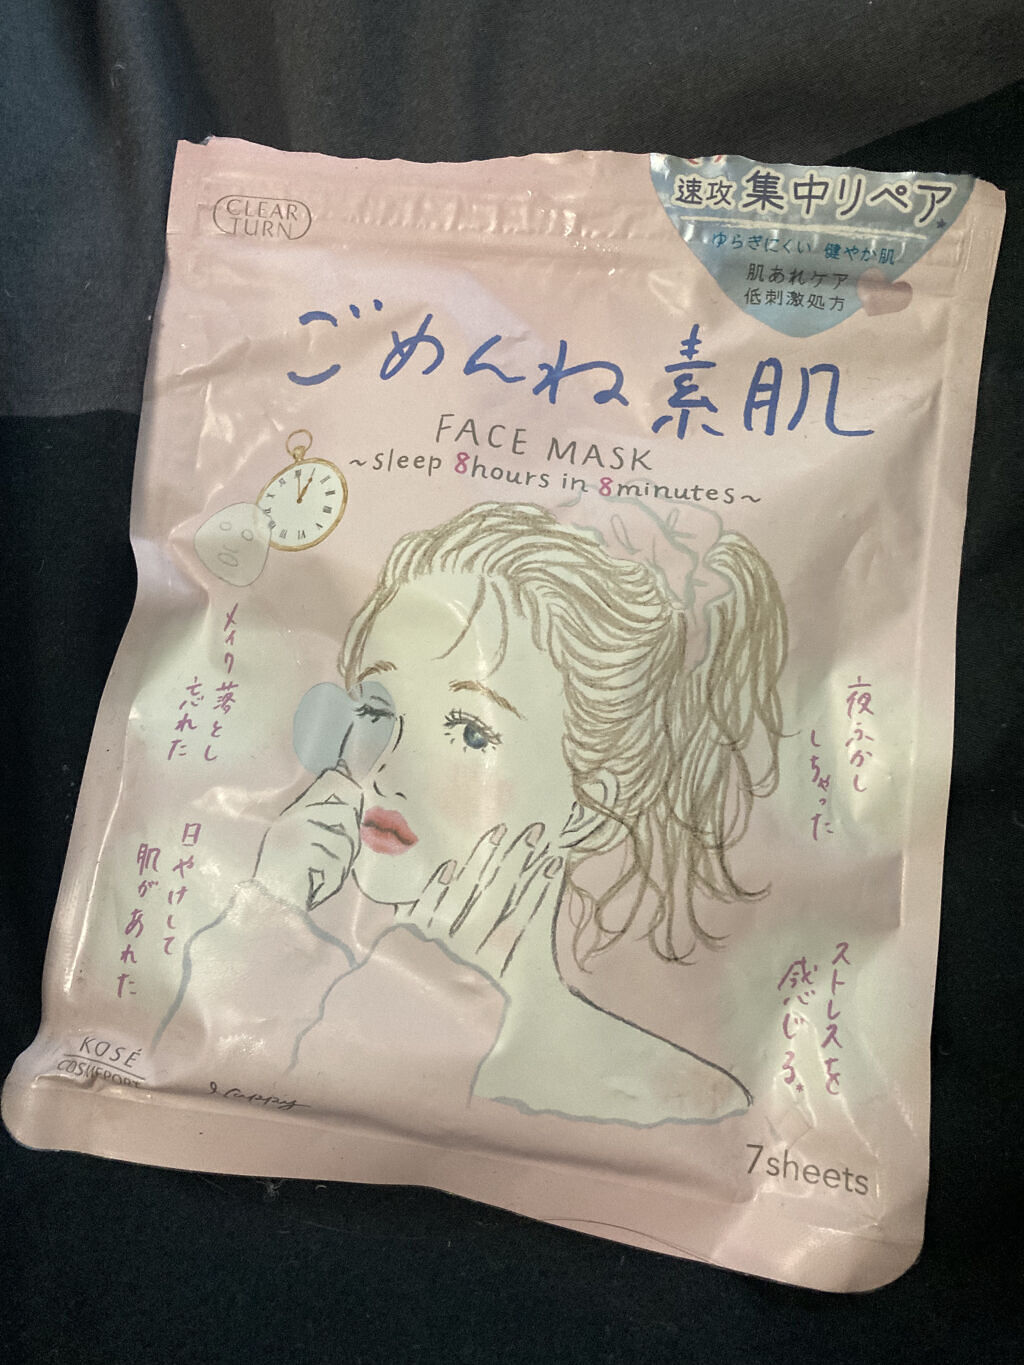 CLEAR
TURN
速攻 集中リペア*
ゆらぎにくい 健やか肌
肌あれケア
低刺激処方
ごめんね素肌
FACE MASK
~sleep 8hours in 8minutes~
メイク落とし
忘れた
夜ふかし
しちゃった
日やけして
肌があれた
ストレスを
感じる*
KOSÉ
COSMEPORT
7sheets